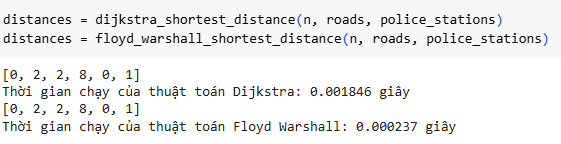 distances = dijkstra_shortest_distance(n, roads, police_stations)
distances = floyd_warshall_shortest_distance(n, roads, police_stations)
[0, 2, 2, 8, 0, 1]
Thời gian chạy của thuật toán Dijkstra: 0.001846 giây
[0, 2, 2, 8, 0, 1]
Thời gian chạy của thuật toán Floyd Warshall: 0.000237 giây